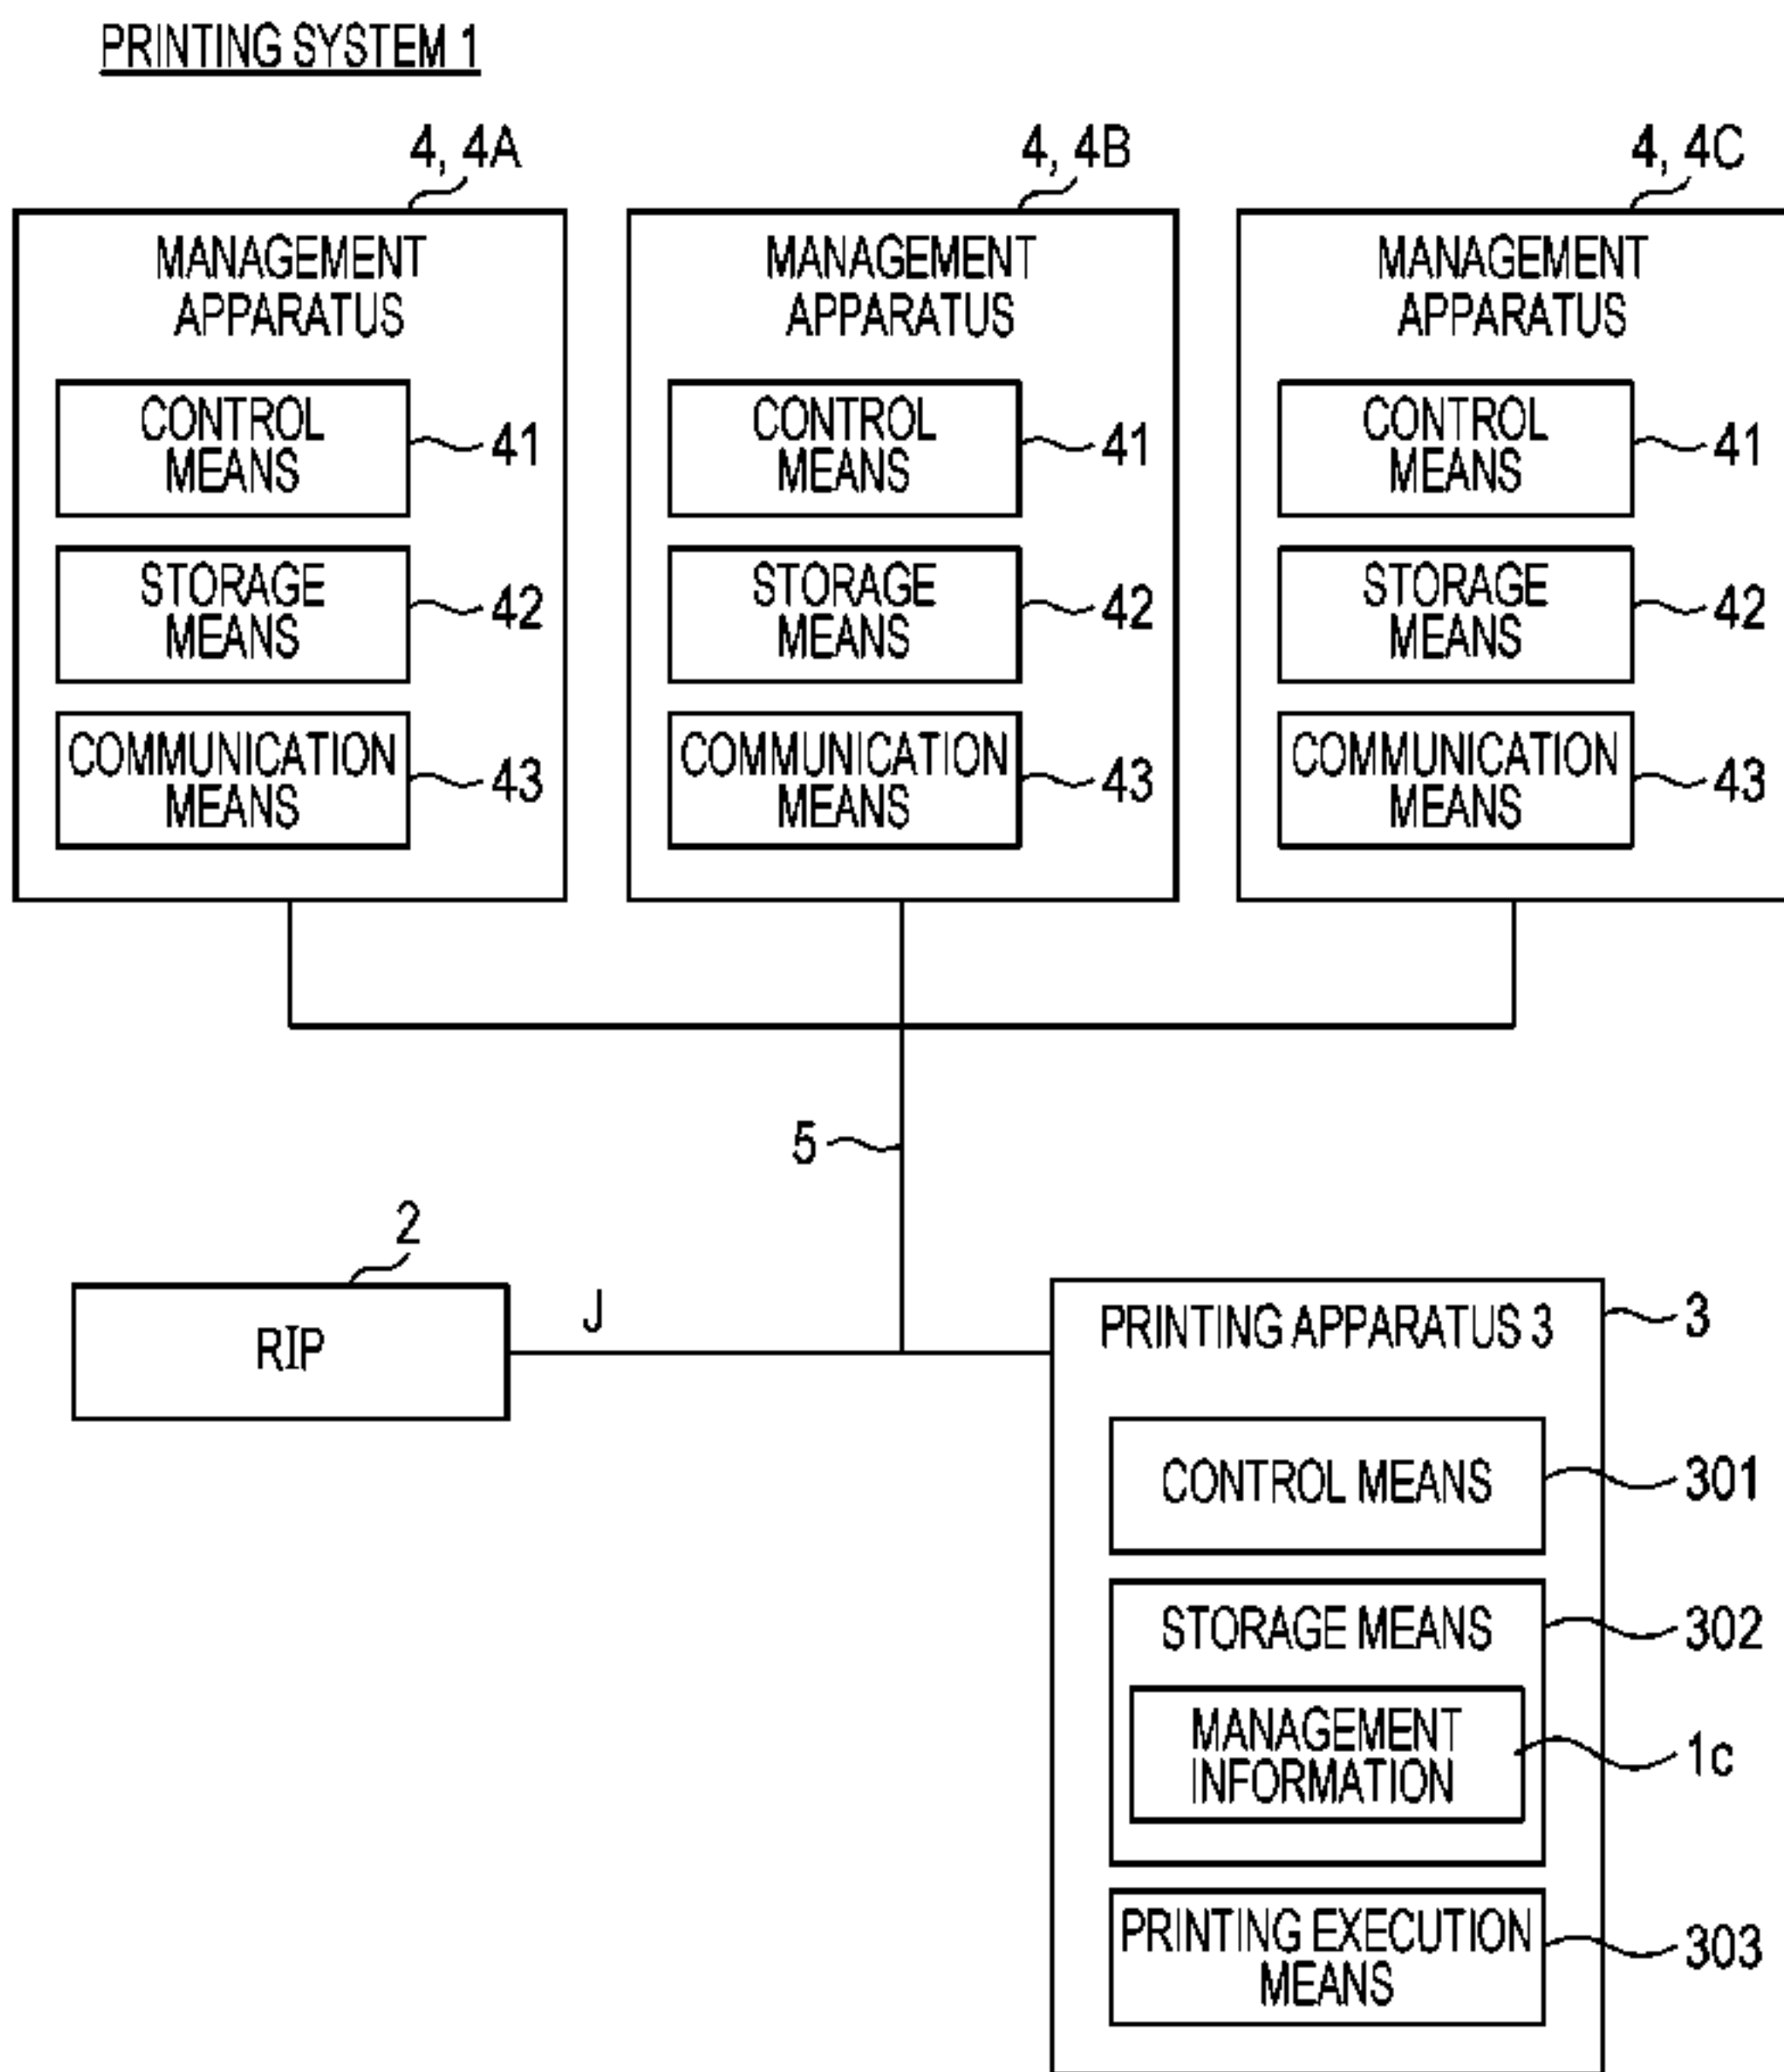 PRINTING SYSTEM 1
4, 4A
4, 4B
4, 4C
MANAGEMENT
APPARATUS
CONTROL
MEANS
41
STORAGE
MEANS
42
COMMUNICATION
MEANS
43
MANAGEMENT
APPARATUS
CONTROL
MEANS
41
STORAGE
MEANS
42
COMMUNICATION
MEANS
43
MANAGEMENT
APPARATUS
CONTROL
MEANS
41
STORAGE
MEANS
42
COMMUNICATION
MEANS
43
5
2
RIP
J
PRINTING APPARATUS 3
3
CONTROL MEANS
301
STORAGE MEANS
302
MANAGEMENT
INFORMATION
1c
PRINTING EXECUTION
MEANS
303